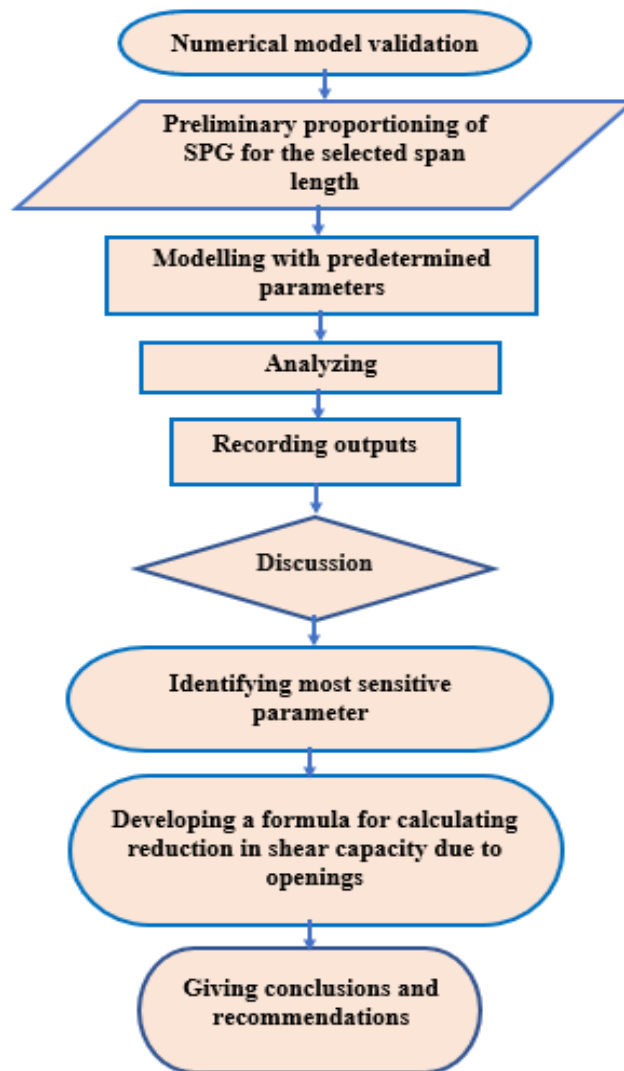 Numerical model validation
Preliminary proportioning of
SPG for the selected span
length
Modelling with predetermined
parameters
Analyzing
Recording outputs
Discussion
Identifying most sensitive
parameter
Developing a formula for calculating
reduction in shear capacity due to
openings
Giving conclusions and
recommendations